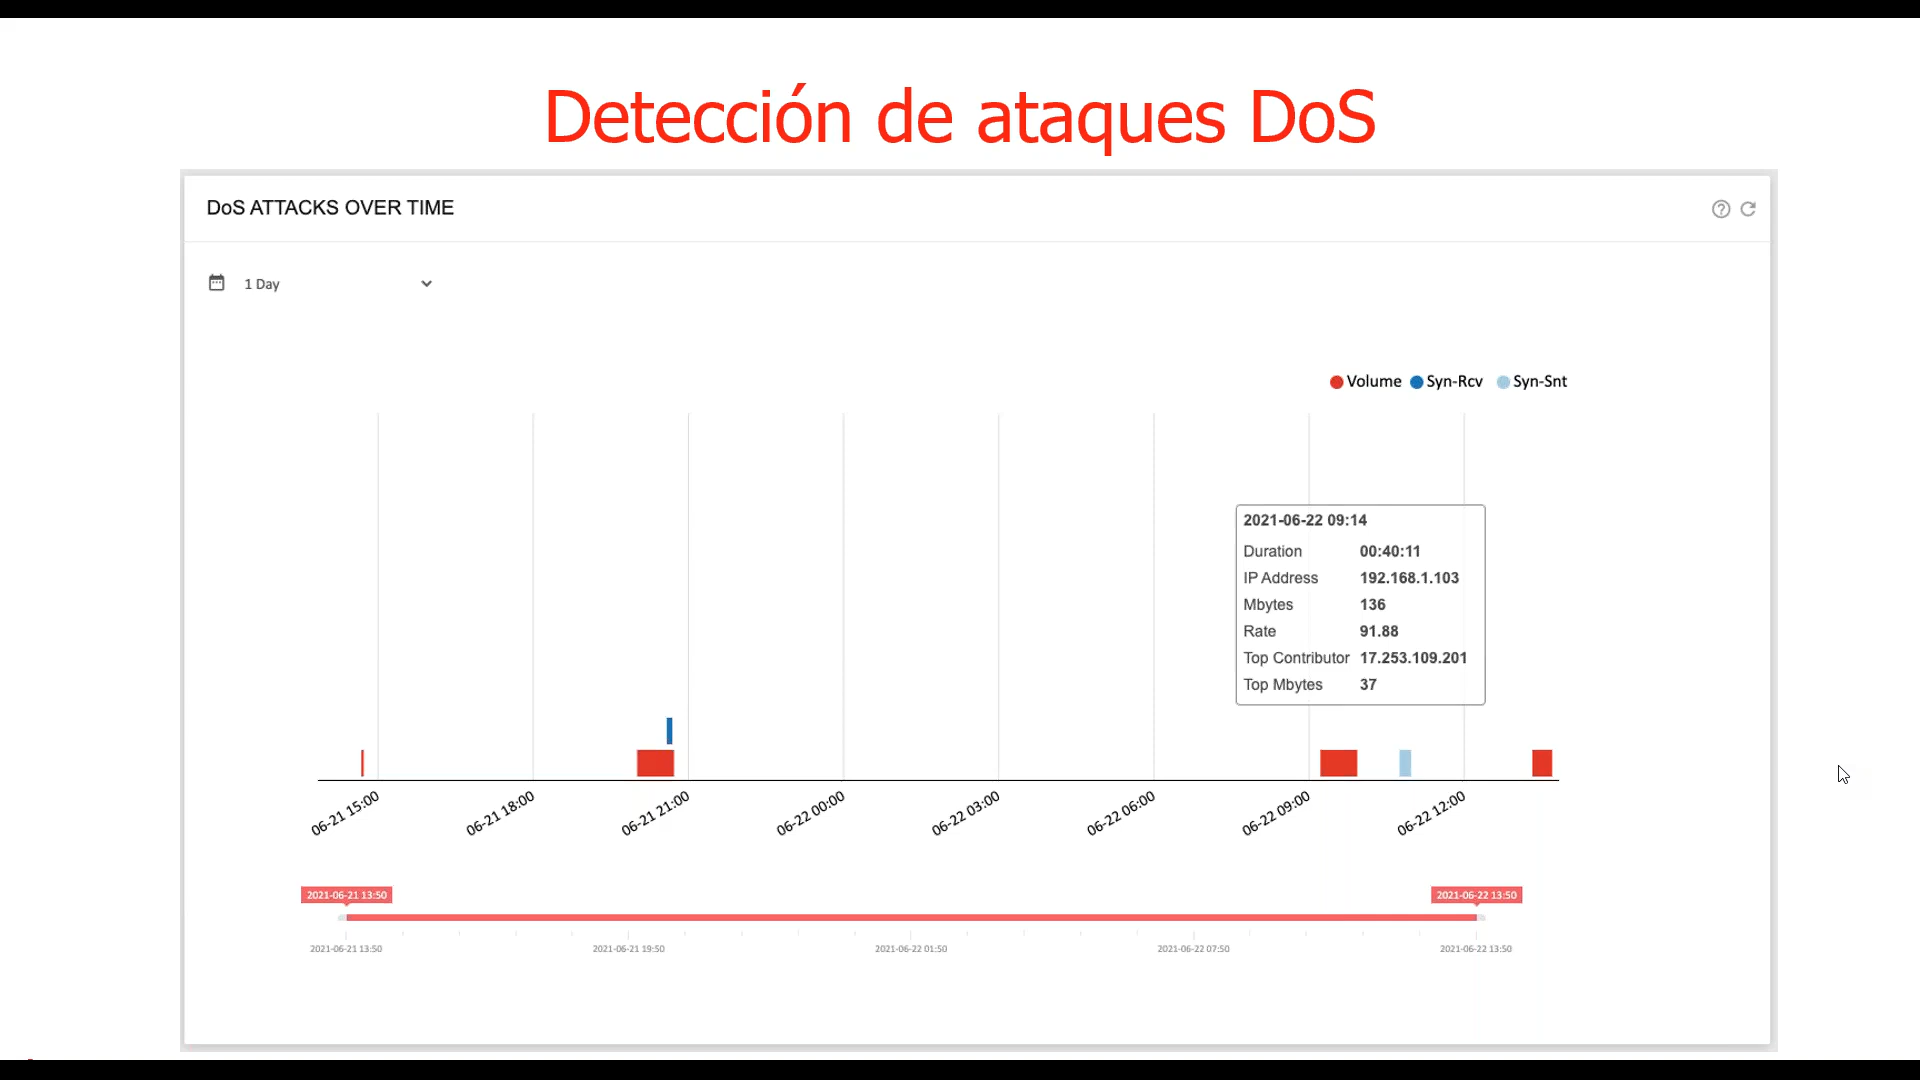 Detección de ataques DoS
DoS ATTACKS OVER TIME
1 Day
Volume Syn-Rcv Syn-Snt
2021-06-22 09:14
Duration 00:40:11
IP Address 192.168.1.103
Mbytes 136
Rate 91.88
Top Contributor 17.253.109.201
Top Mbytes 37
06-21 15:00 06-21 18:00 06-21 21:00 06-22 00:00 06-22 03:00 06-22 06:00 06-22 09:00 06-22 12:00
2021-06-21 13:50 2021-06-22 13:50
2021-06-21 13:50 2021-06-21 19:50 2021-06-22 01:50 2021-06-22 07:50 2021-06-22 13:50